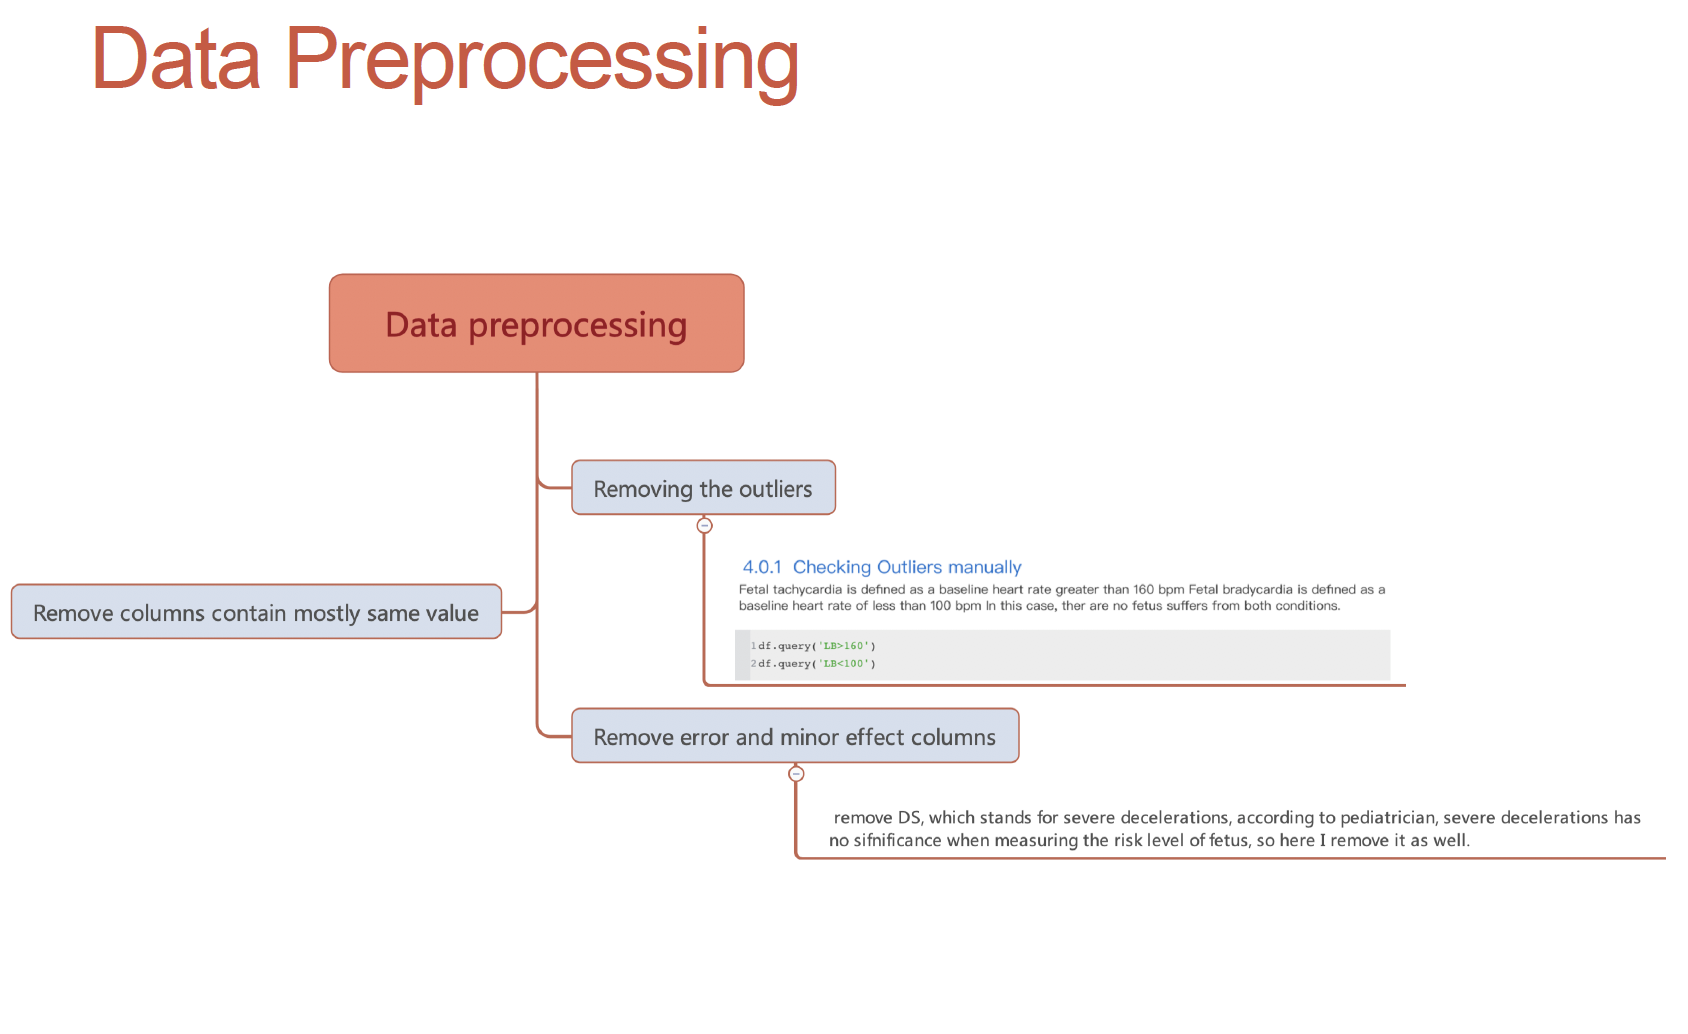 Data Preprocessing
Data preprocessing
Removing the outliers
4.0.1 Checking Outliers manually
Fetal tachycardia is defined as a baseline heart rate greater than 160 bpm Fetal bradycardia is defined as a
baseline heart rate of less than 100 bpm In this case, ther are no fetus suffers from both conditions.
1 df.query('LB>160')
2 df.query('LB<100')
Remove columns contain mostly same value
Remove error and minor effect columns
remove DS, which stands for severe decelerations, according to pediatrician, severe decelerations has
no sifnificance when measuring the risk level of fetus, so here I remove it as well.